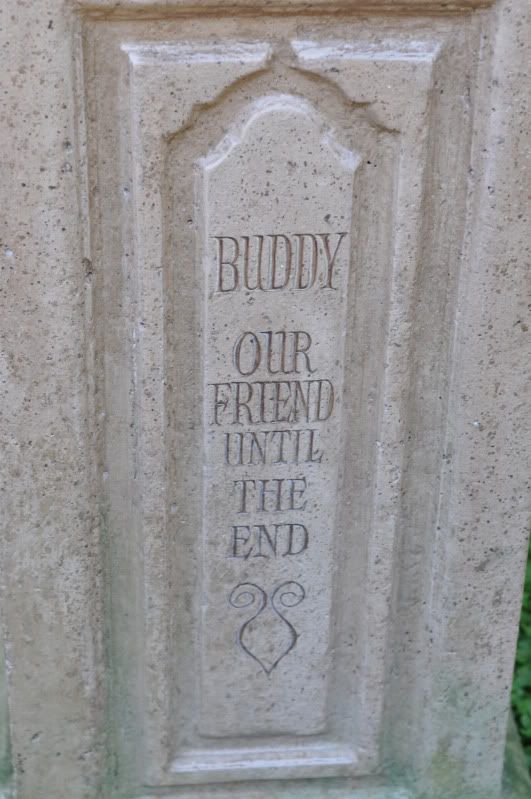 BUDDY
OUR
FRIEND
UNTIL
THE
END